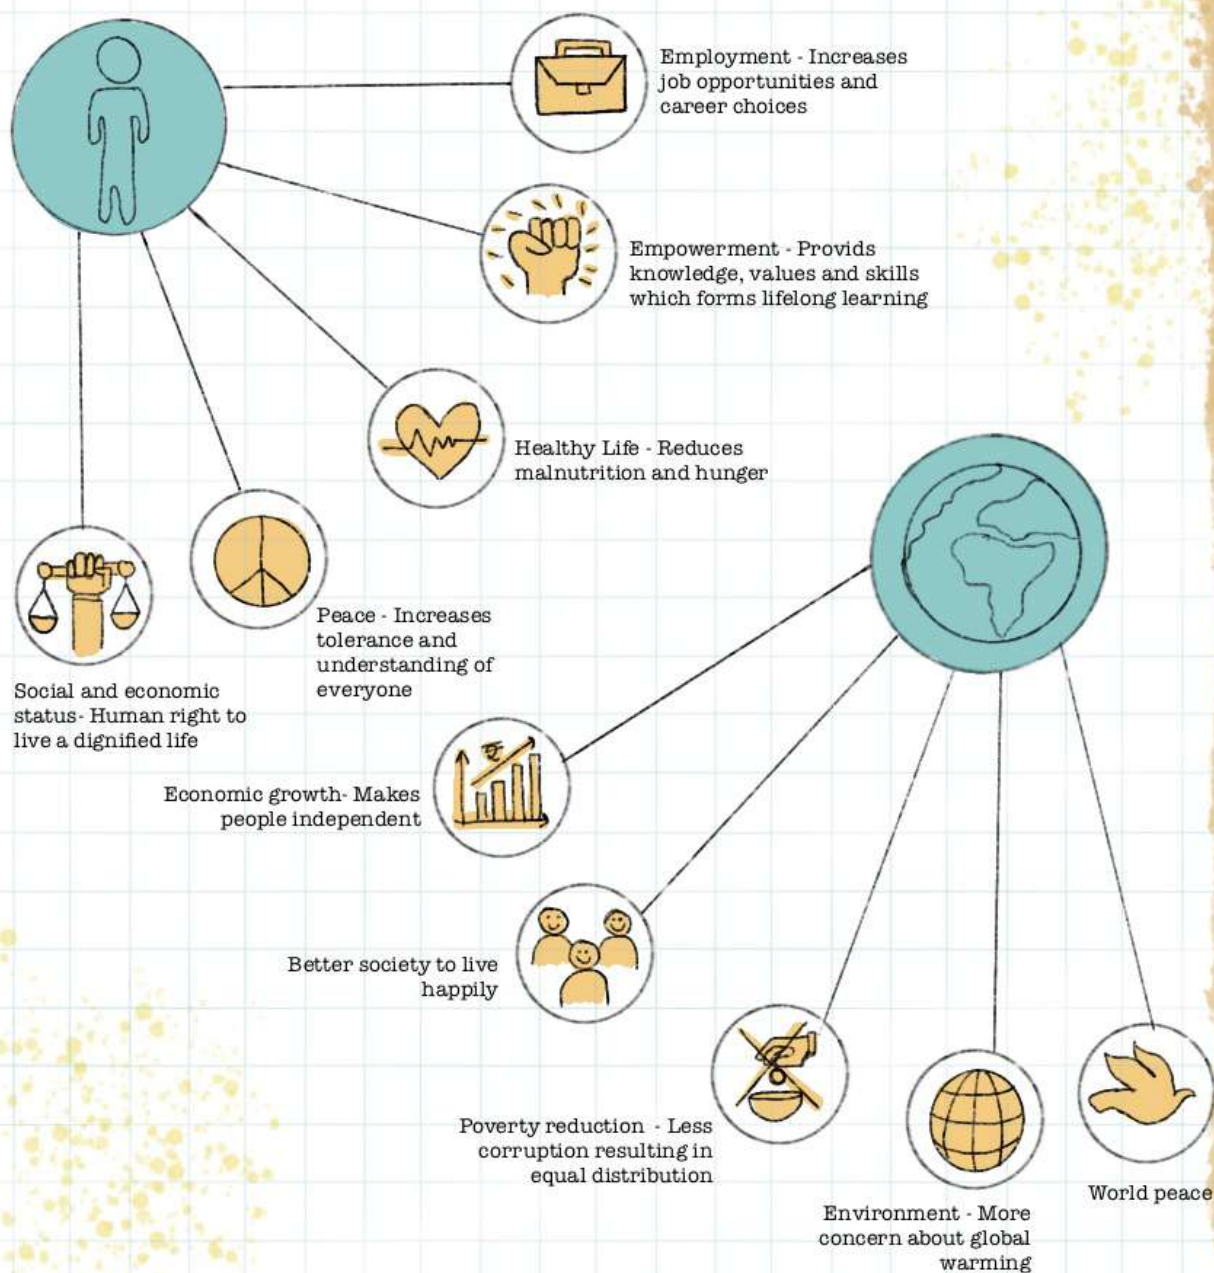 Employment - Increases
job opportunities and
career choices
Empowerment - Provids
knowledge, values and skills
which forms lifelong learning
Healthy Life - Reduces
malnutrition and hunger
Peace - Increases
tolerance and
understanding of
everyone
Social and economic
status- Human right to
live a dignified life
Economic growth- Makes
people independent
Better society to live
happily
Poverty reduction - Less
corruption resulting in
equal distribution
Environment - More
concern about global
warming
World peace